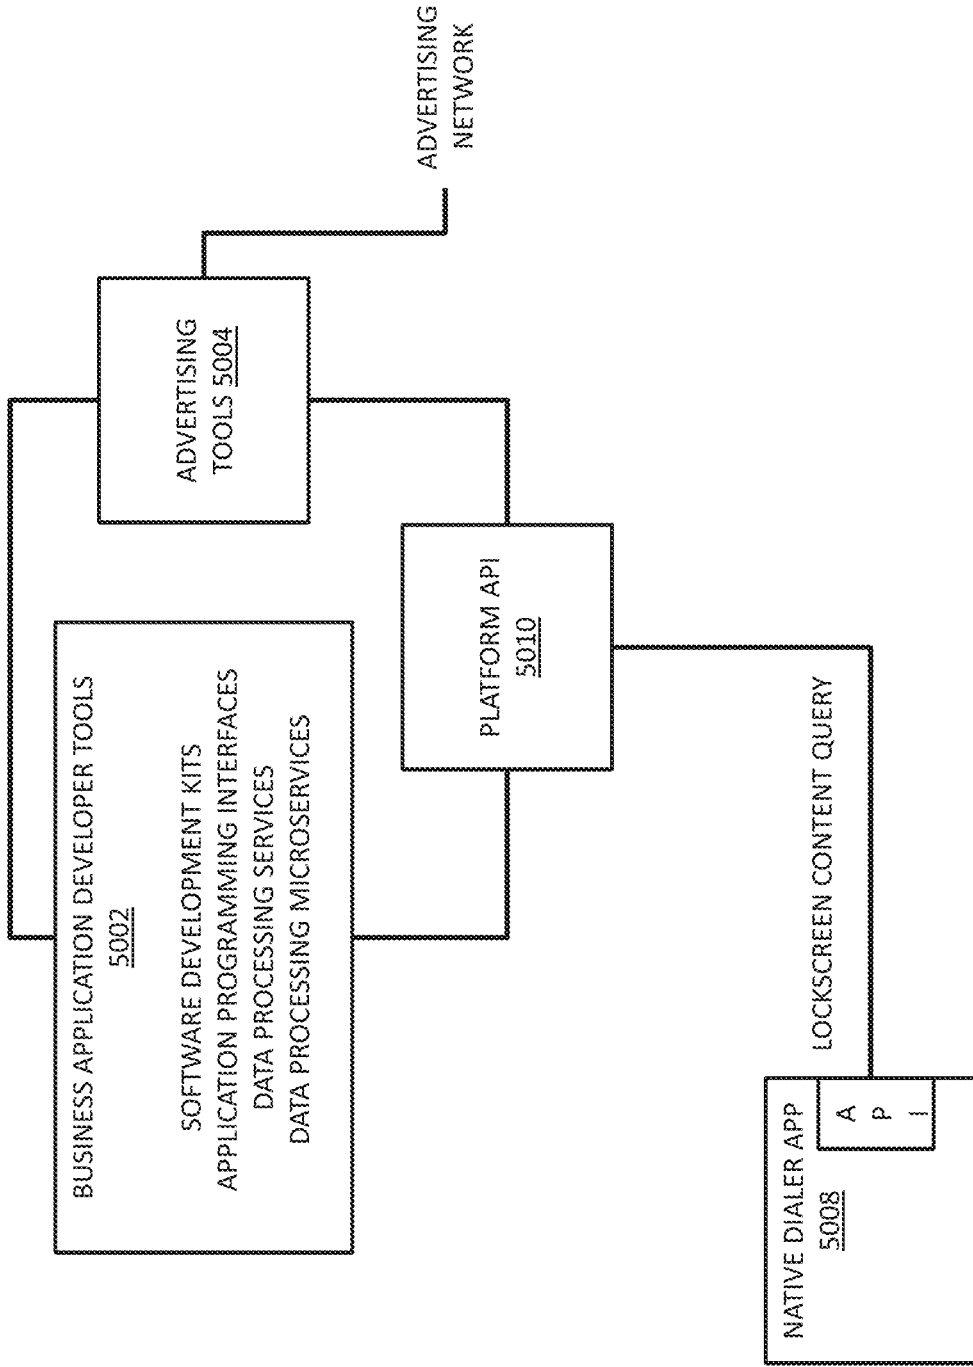 BUSINESS APPLICATION DEVELOPER TOOLS
5002
SOFTWARE DEVELOPMENT KITS
APPLICATION PROGRAMMING INTERFACES
DATA PROCESSING SERVICES
DATA PROCESSING MICROSERVICES
ADVERTISING
TOOLS 5004
ADVERTISING
NETWORK
PLATFORM API
5010
LOCKSCREEN CONTENT QUERY
NATIVE DIALER APP
5008
A
P
I